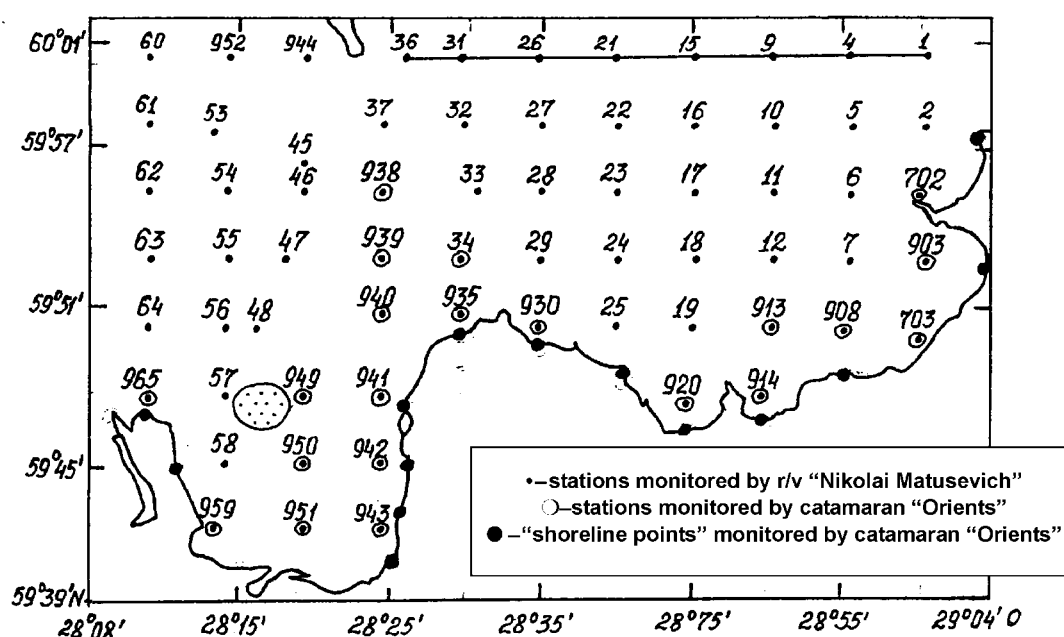 60°01'
60 952 944 36 31 26 21 15 9 4 1
61 53 37 32 27 22 16 10 5 2
59°57'
45
62 54 46 938 33 28 23 17 11 6 702
63 55 47 939 34 29 24 18 12 7 903
59°51'
64 56 48 940 935 930 25 19 913 908 703
965 57 949 941 920 914
58 950 942
59°45'
959 951 943
•–stations monitored by r/v “Nikolai Matusevich”
○–stations monitored by catamaran “Orients”
● –“shoreline points” monitored by catamaran “Orients”
59°39'N
28°08' 28°15' 28°25' 28°35' 28°75' 28°55' 29°04' O